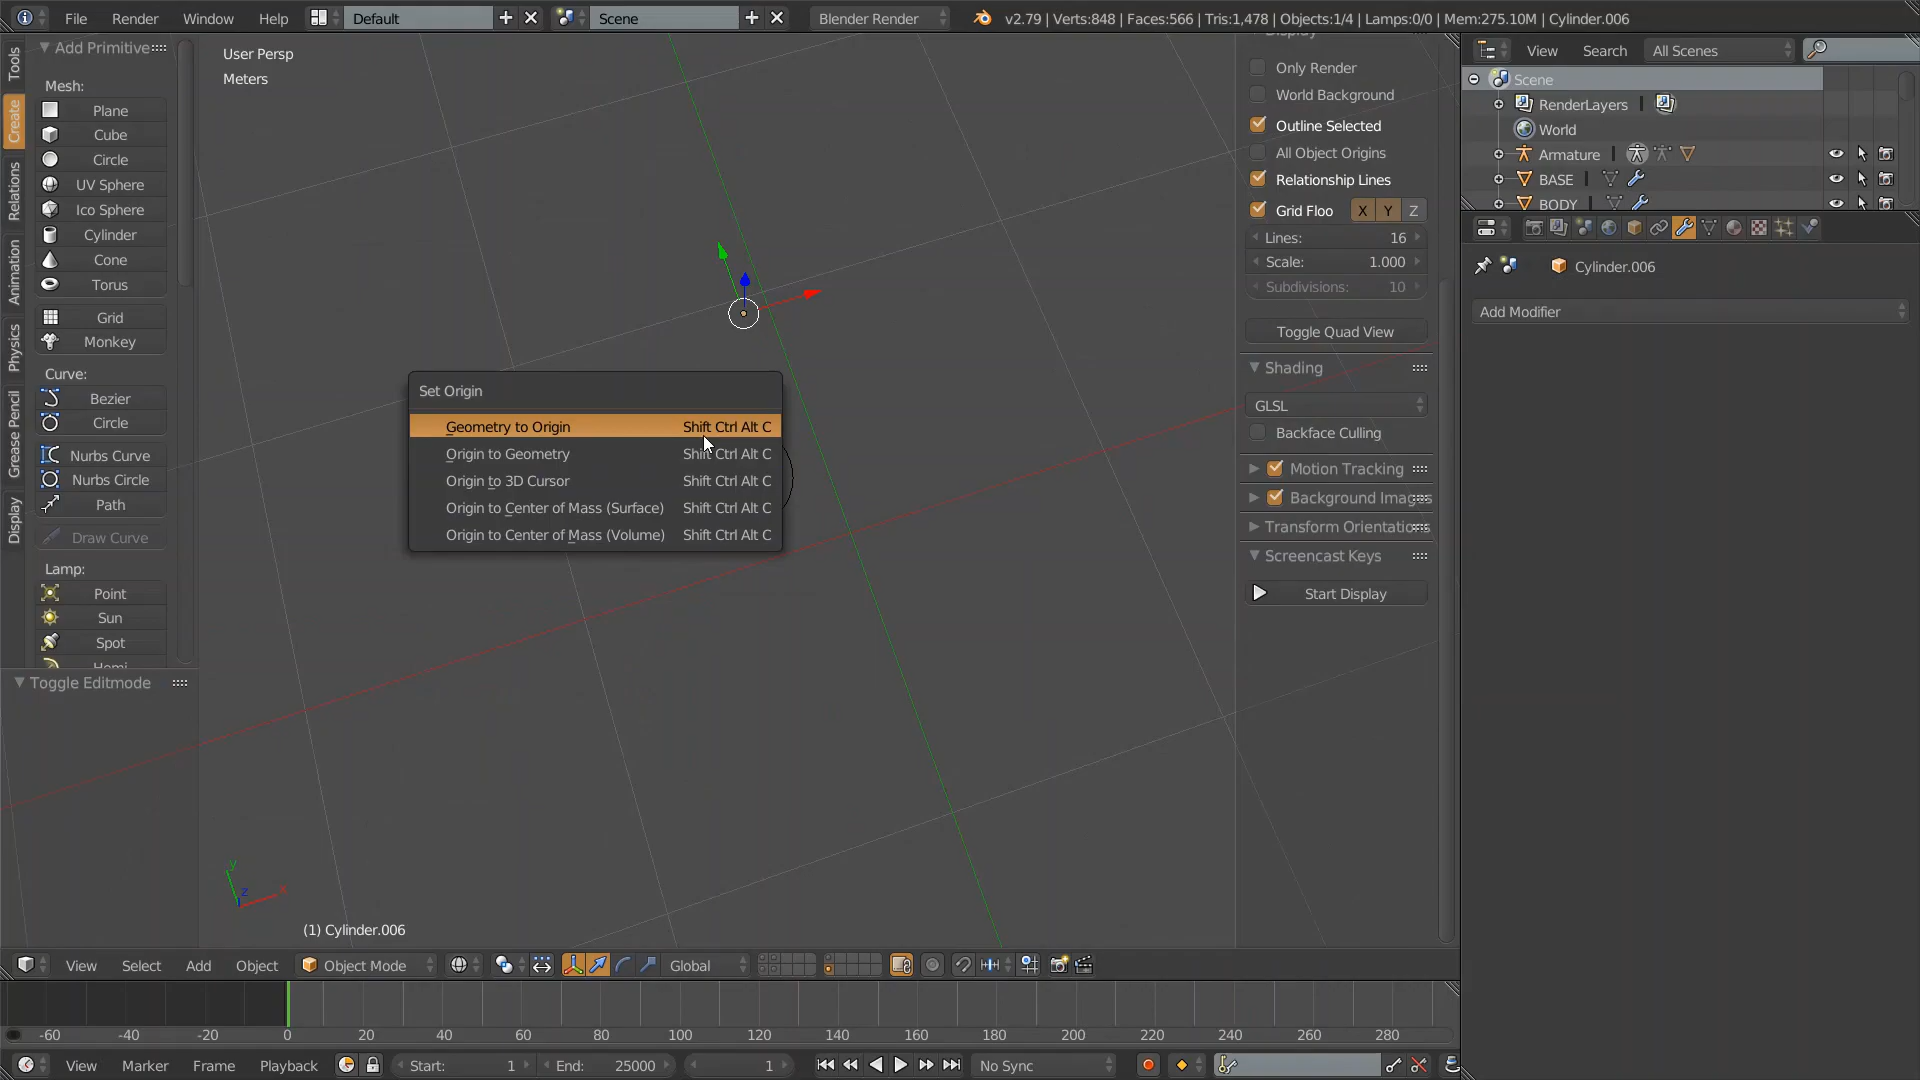 File Render Window Help Default Scene Blender Render v2.79 | Verts:848 | Faces:566 | Tris:1,478 | Objects:1/4 | Lamps:0/0 | Mem:275.10M | Cylinder.006
Tools
Create
Relations
Animation
Physics
Grease Pencil
Display
Add Primitive
Mesh:
Plane
Cube
Circle
UV Sphere
Ico Sphere
Cylinder
Cone
Torus
Grid
Monkey
Curve:
Bezier
Circle
Nurbs Curve
Nurbs Circle
Path
Draw Curve
Lamp:
Point
Sun
Spot
Hemi
Toggle Editmode
User Persp
Meters
Set Origin
Geometry to Origin Shift Ctrl Alt C
Origin to Geometry Shift Ctrl Alt C
Origin to 3D Cursor Shift Ctrl Alt C
Origin to Center of Mass (Surface) Shift Ctrl Alt C
Origin to Center of Mass (Volume) Shift Ctrl Alt C
y
z x
(1) Cylinder.006
Display
Only Render
World Background
Outline Selected
All Object Origins
Relationship Lines
Grid Floo X Y Z
Lines: 16
Scale: 1.000
Subdivisions: 10
Toggle Quad View
Shading
GLSL
Backface Culling
Motion Tracking
Background Images
Transform Orientations
Screencast Keys
Start Display
View Search All Scenes
Scene
RenderLayers |
World
Armature |
BASE
BODY
Cylinder.006
Add Modifier
View Select Add Object Object Mode Global
-60 -40 -20 0 20 40 60 80 100 120 140 160 180 200 220 240 260 280
View Marker Frame Playback Start: 1 End: 25000 1 No Sync